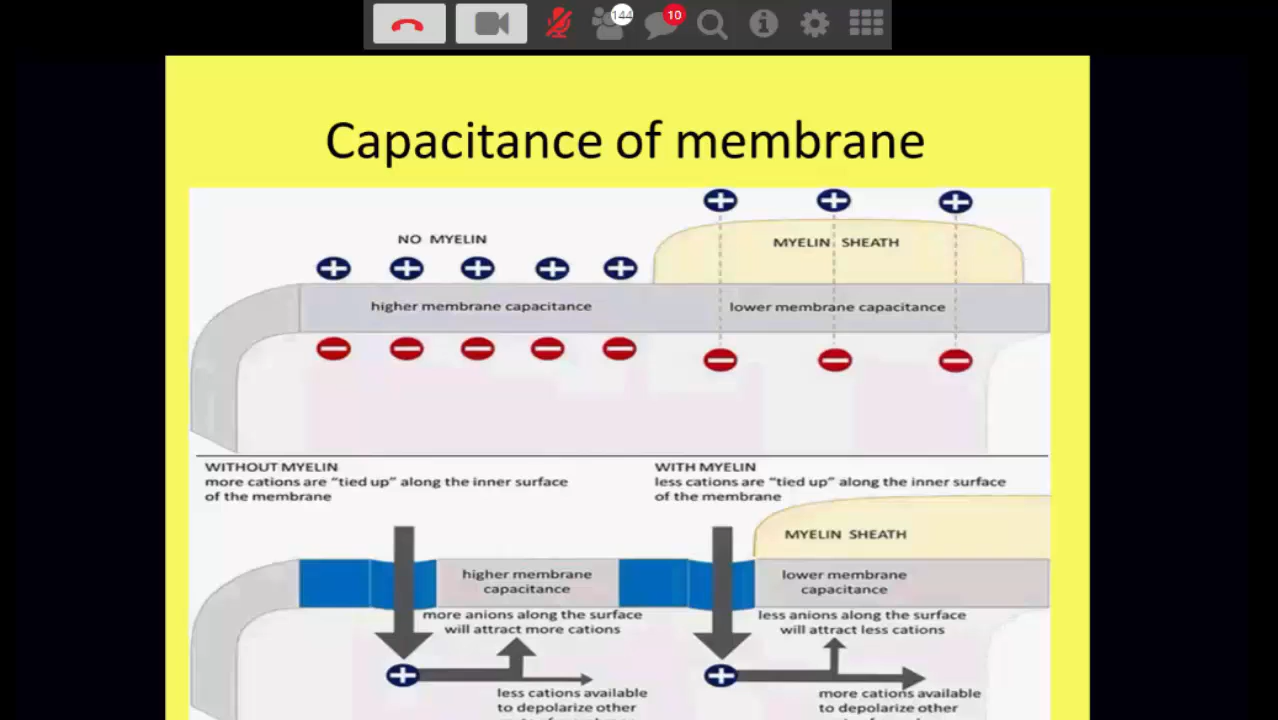 144
10
Capacitance of membrane
NO MYELIN
MYELIN SHEATH
higher membrane capacitance
lower membrane capacitance
WITHOUT MYELIN
more cations are “tied up” along the inner surface
of the membrane
WITH MYELIN
less cations are “tied up” along the inner surface
of the membrane
MYELIN SHEATH
higher membrane
capacitance
lower membrane
capacitance
more anions along the surface
will attract more cations
less anions along the surface
will attract less cations
less cations available
to depolarize other
more cations available
to depolarize other